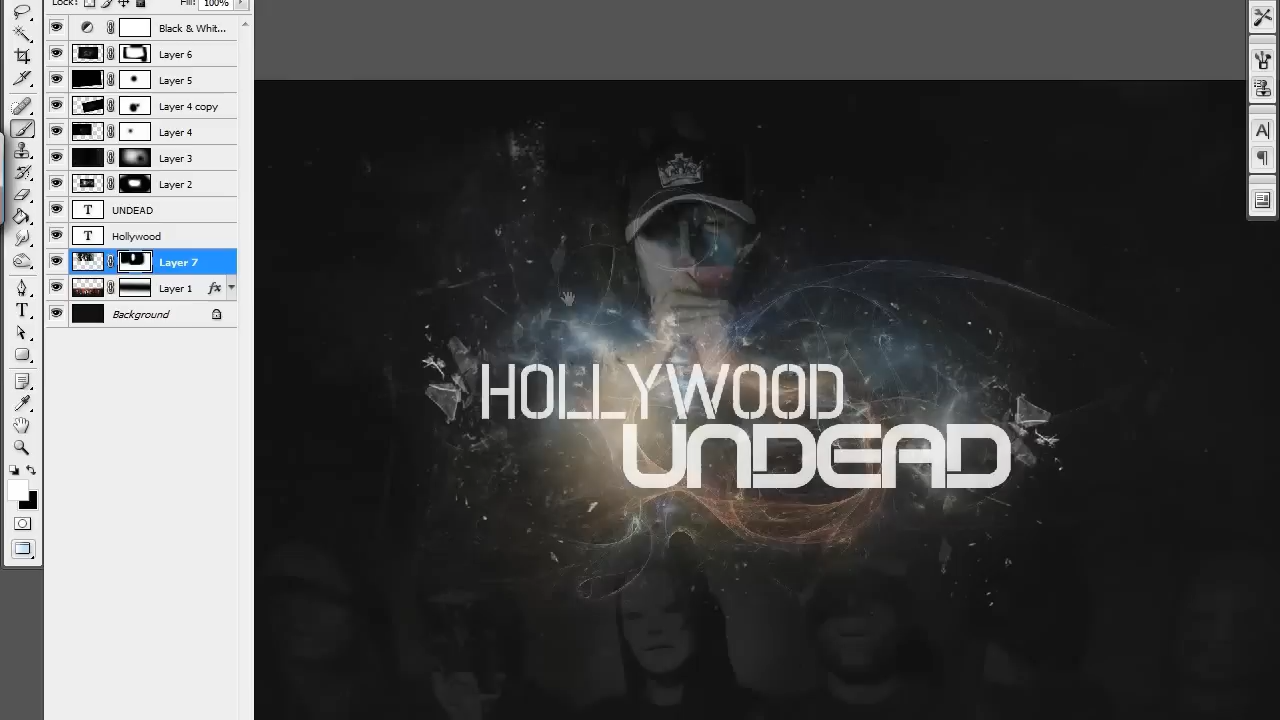 Lock:
Fill: 100%
Black & Whit...
Layer 6
Layer 5
Layer 4 copy
Layer 4
Layer 3
Layer 2
T UNDEAD
T Hollywood
Layer 7
Layer 1 fx
Background
T
A
HOLLYWOOD
UNDEAD